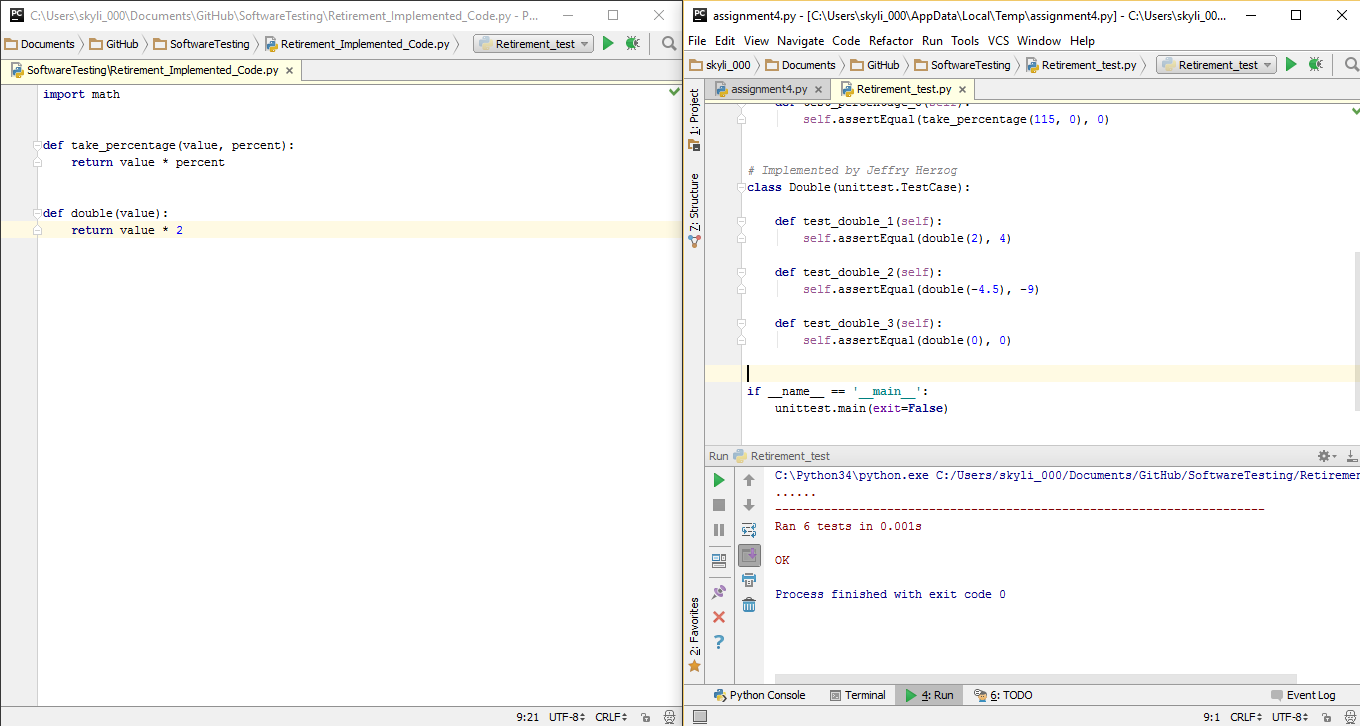 C:\Users\skyli_000\Documents\GitHub\SoftwareTesting\Retirement_Implemented_Code.py - P...
Documents GitHub SoftwareTesting Retirement_Implemented_Code.py Retirement_test
SoftwareTesting\Retirement_Implemented_Code.py
import math
def take_percentage(value, percent):
return value * percent
def double(value):
return value * 2
9:21 UTF-8 CRLF
assignment4.py - [C:\Users\skyli_000\AppData\Local\Temp\assignment4.py] - C:\Users\skyli_00...
File Edit View Navigate Code Refactor Run Tools VCS Window Help
skyli_000 Documents GitHub SoftwareTesting Retirement_test.py Retirement_test
assignment4.py Retirement_test.py
1: Project
Z: Structure
2: Favorites
def test_percentage_6(self):
self.assertEqual(take_percentage(115, 0), 0)
# Implemented by Jeffry Herzog
class Double(unittest.TestCase):
def test_double_1(self):
self.assertEqual(double(2), 4)
def test_double_2(self):
self.assertEqual(double(-4.5), -9)
def test_double_3(self):
self.assertEqual(double(0), 0)
if __name__ == '__main__':
unittest.main(exit=False)
Run Retirement_test
C:\Python34\python.exe C:/Users/skyli_000/Documents/GitHub/SoftwareTesting/Retiremen
......
----------------------------------------------------------------------
Ran 6 tests in 0.001s
OK
Process finished with exit code 0
Python Console Terminal 4: Run 6: TODO Event Log
9:1 CRLF UTF-8